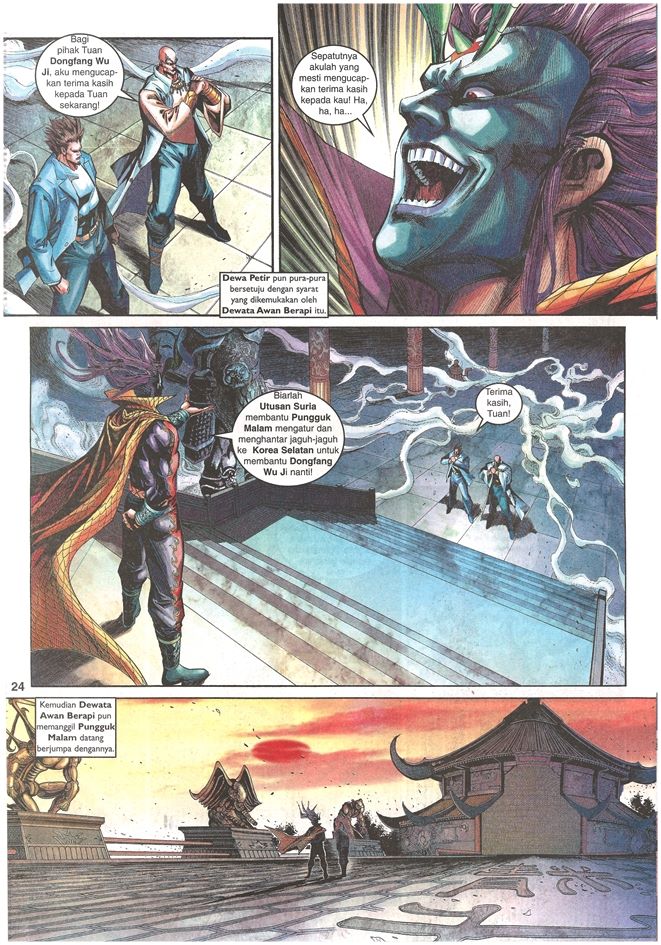 Bagi
pihak Tuan
Dongfang Wu
Ji, aku mengucap-
kan terima kasih
kepada Tuan
sekarang!
Sepatutnya
akulah yang
mesti mengucap-
kan terima kasih
kepada kau! Ha,
ha, ha...
Dewa Petir pun pura-pura
bersetuju dengan syarat
yang dikemukakan oleh
Dewata Awan Berapi itu.
Biarlah
Utusan Suria
membantu Pungguk
Malam mengatur dan
menghantar jaguh-jaguh
ke Korea Selatan untuk
membantu Dongfang
Wu Ji nanti!
Terima
kasih,
Tuan!
24
Kemudian Dewata
Awan Berapi pun
memanggil Pungguk
Malam datang
berjumpa dengannya.